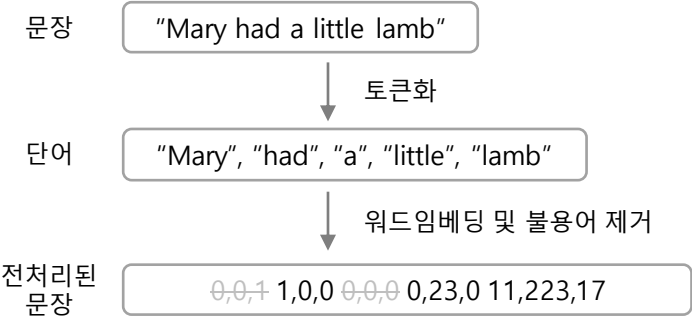 문장
"Mary had a little lamb"
토큰화
단어
"Mary", "had", "a", "little", "lamb"
워드임베딩 및 불용어 제거
전처리된
문장
0,0,1 1,0,0 0,0,0 0,23,0 11,223,17